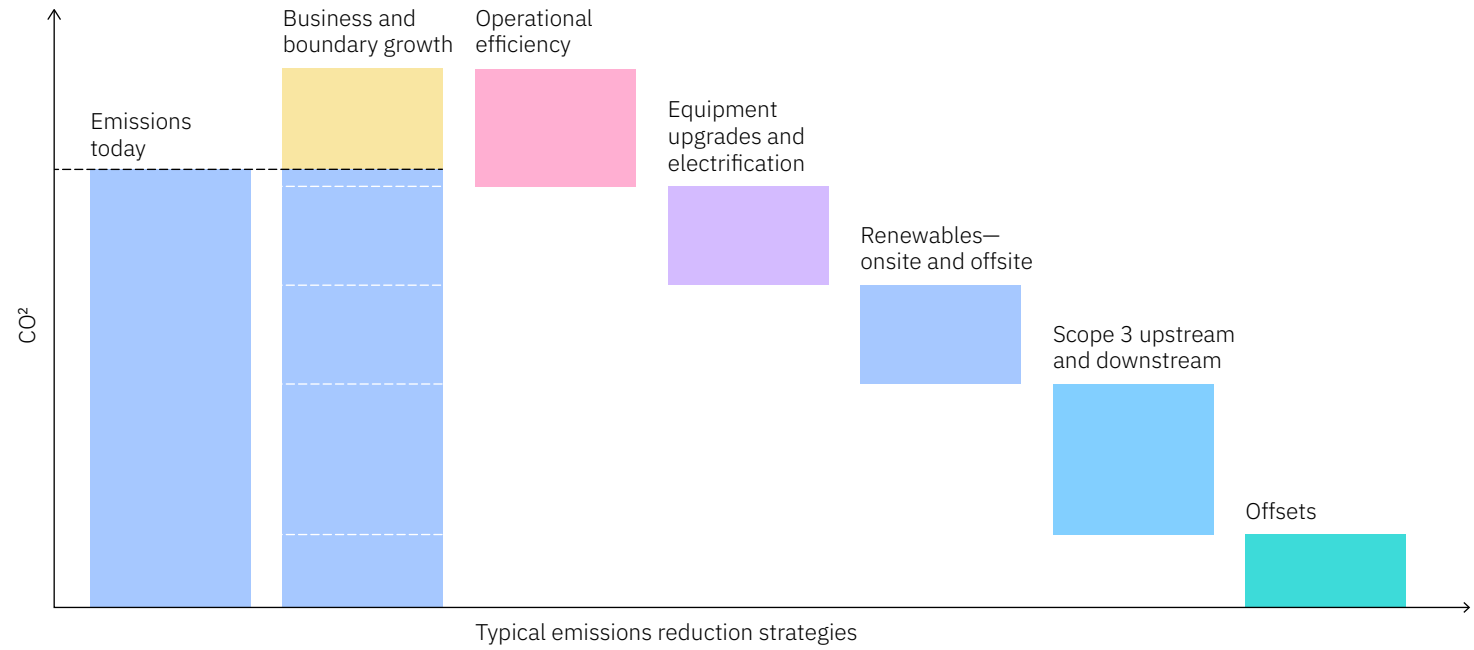 Business and
boundary growth
Operational
efficiency
Emissions
today
Equipment
upgrades and
electrification
Renewables—
onsite and offsite
Scope 3 upstream
and downstream
Offsets
CO²
Typical emissions reduction strategies